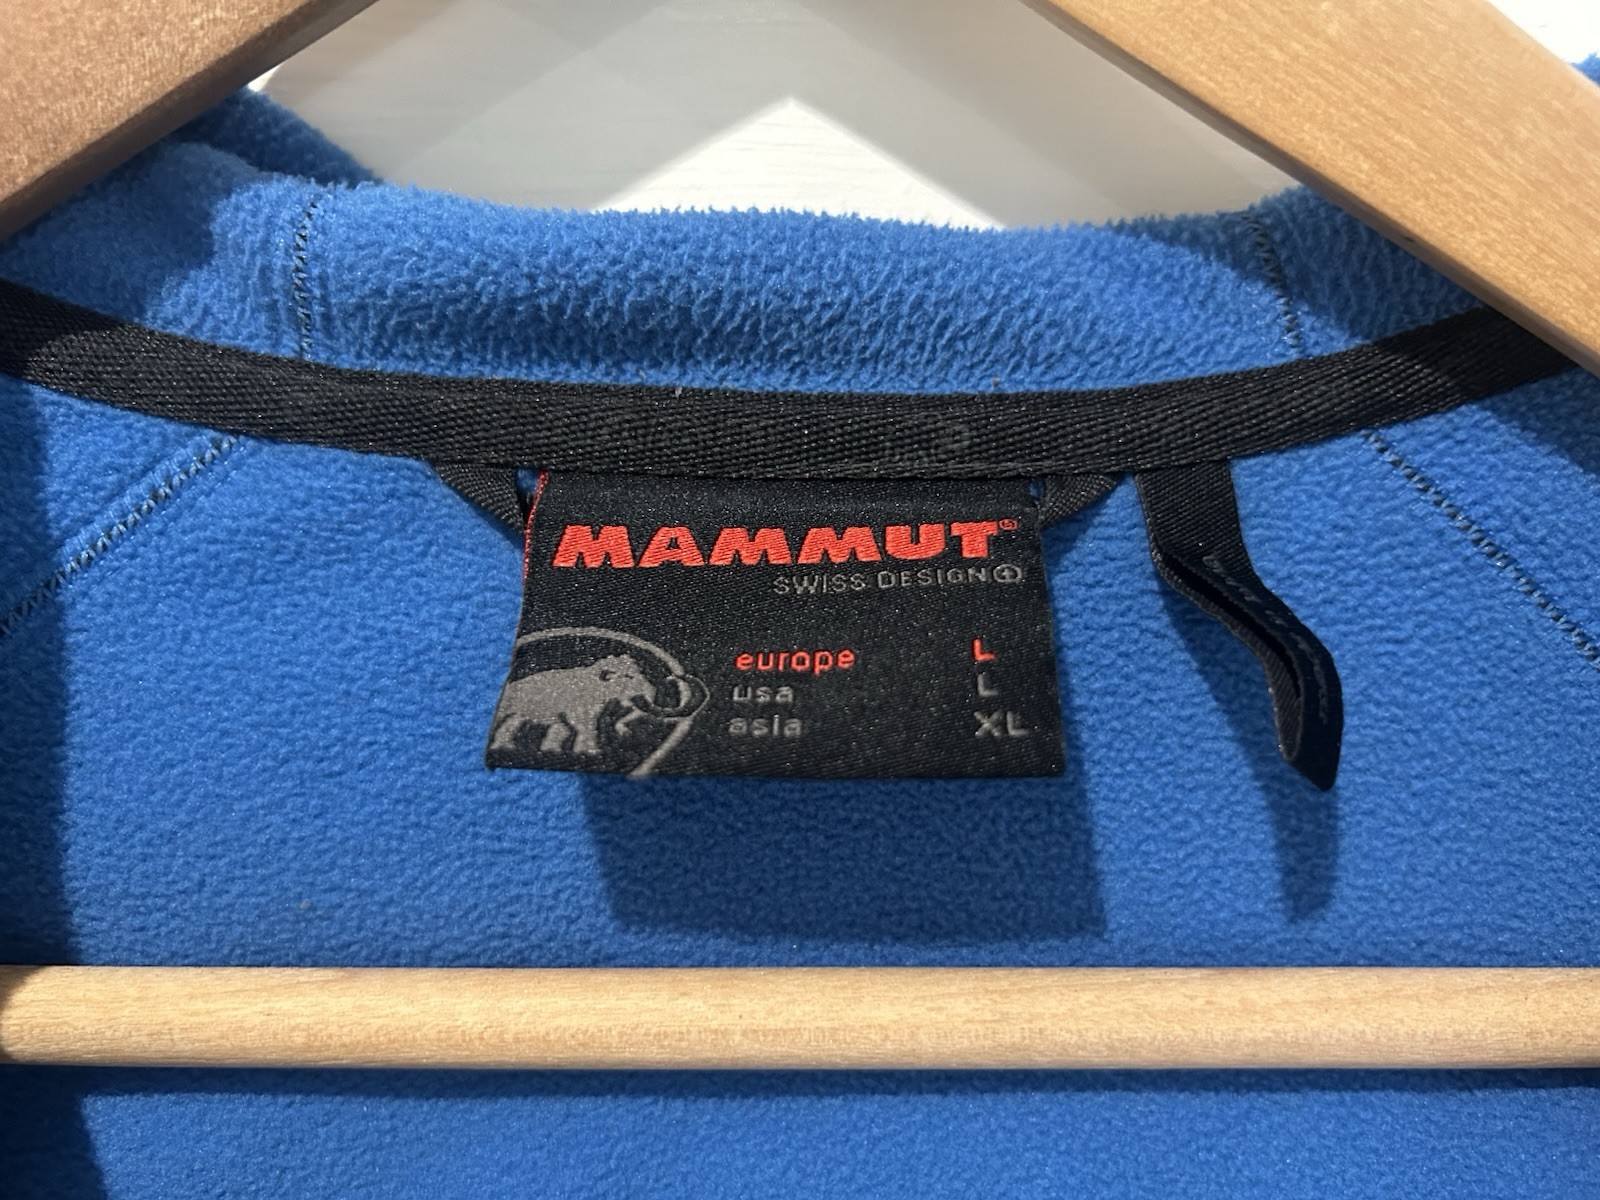 MAMMUT®
SWISS DESIGN
europe L
usa L
asia XL